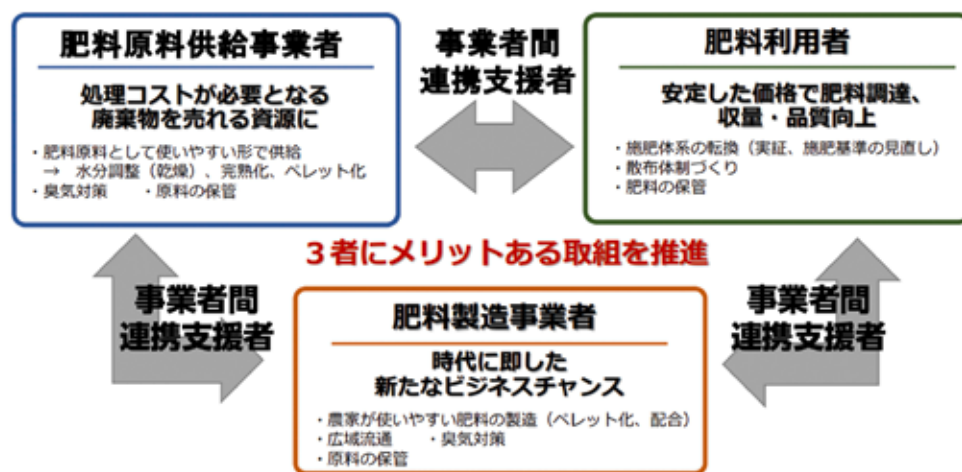 肥料原料供給事業者
処理コストが必要となる
廃棄物を売れる資源に
・肥料原料として使いやすい形で供給
→ 水分調整（乾燥）、完熟化、ペレット化
・臭気対策 ・原料の保管
事業者間
連携支援者
肥料利用者
安定した価格で肥料調達、
収量・品質向上
・施肥体系の転換（実証、施肥基準の見直し）
・散布体制づくり
・肥料の保管
３者にメリットある取組を推進
事業者間
連携支援者
肥料製造事業者
時代に即した
新たなビジネスチャンス
・農家が使いやすい肥料の製造（ペレット化、配合）
・広域流通 ・臭気対策
・原料の保管
事業者間
連携支援者